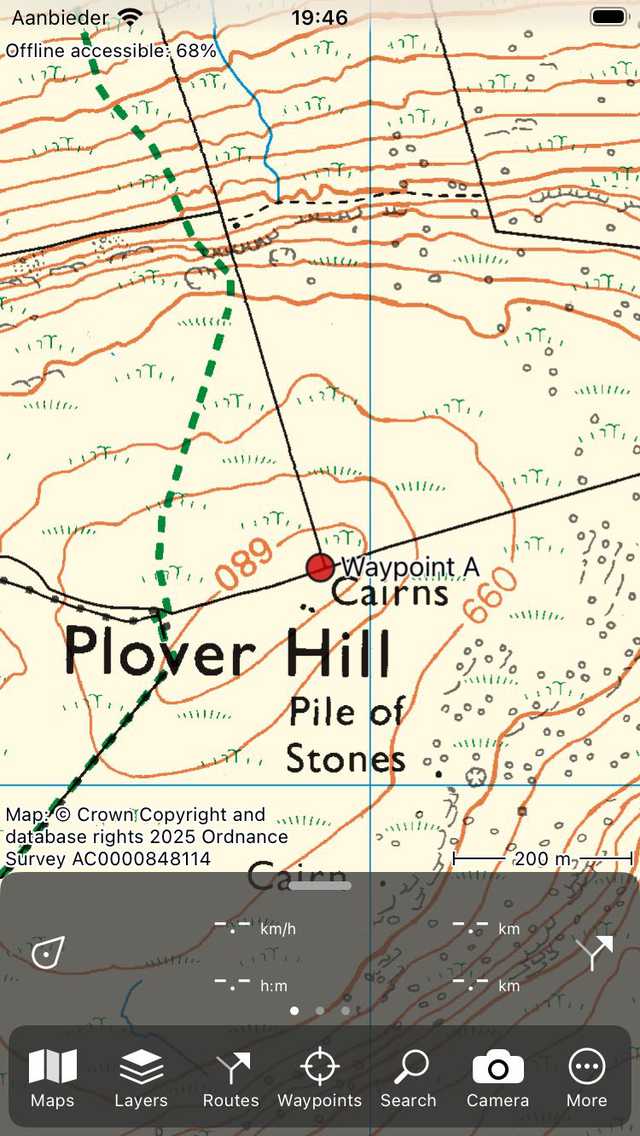 Aanbieder 19:46
Offline accessible: 68%
Waypoint A
680
Cairns
660
Plover Hill
Pile of
Stones
Map: © Crown Copyright and
database rights 2025 Ordnance
Survey AC0000848114
200 m
Cairn
-.- km/h -.- km
-.- h:m -.- km
Maps Layers Routes Waypoints Search Camera More